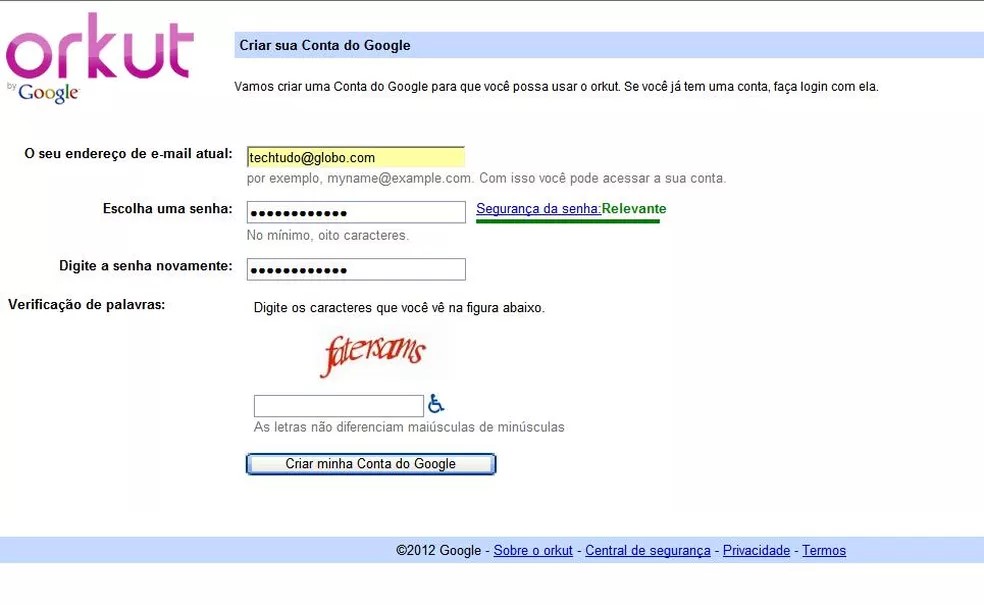 orkut
by Google
Criar sua Conta do Google
Vamos criar uma Conta do Google para que você possa usar o orkut. Se você já tem uma conta, faça login com ela.
O seu endereço de e-mail atual: techtudo@globo.com
por exemplo, myname@example.com. Com isso você pode acessar a sua conta.
Escolha uma senha: •••••••••••• Segurança da senha:Relevante
No mínimo, oito caracteres.
Digite a senha novamente: ••••••••••••
Verificação de palavras: Digite os caracteres que você vê na figura abaixo.
fatersams
As letras não diferenciam maiúsculas de minúsculas
Criar minha Conta do Google
©2012 Google - Sobre o orkut - Central de segurança - Privacidade - Termos